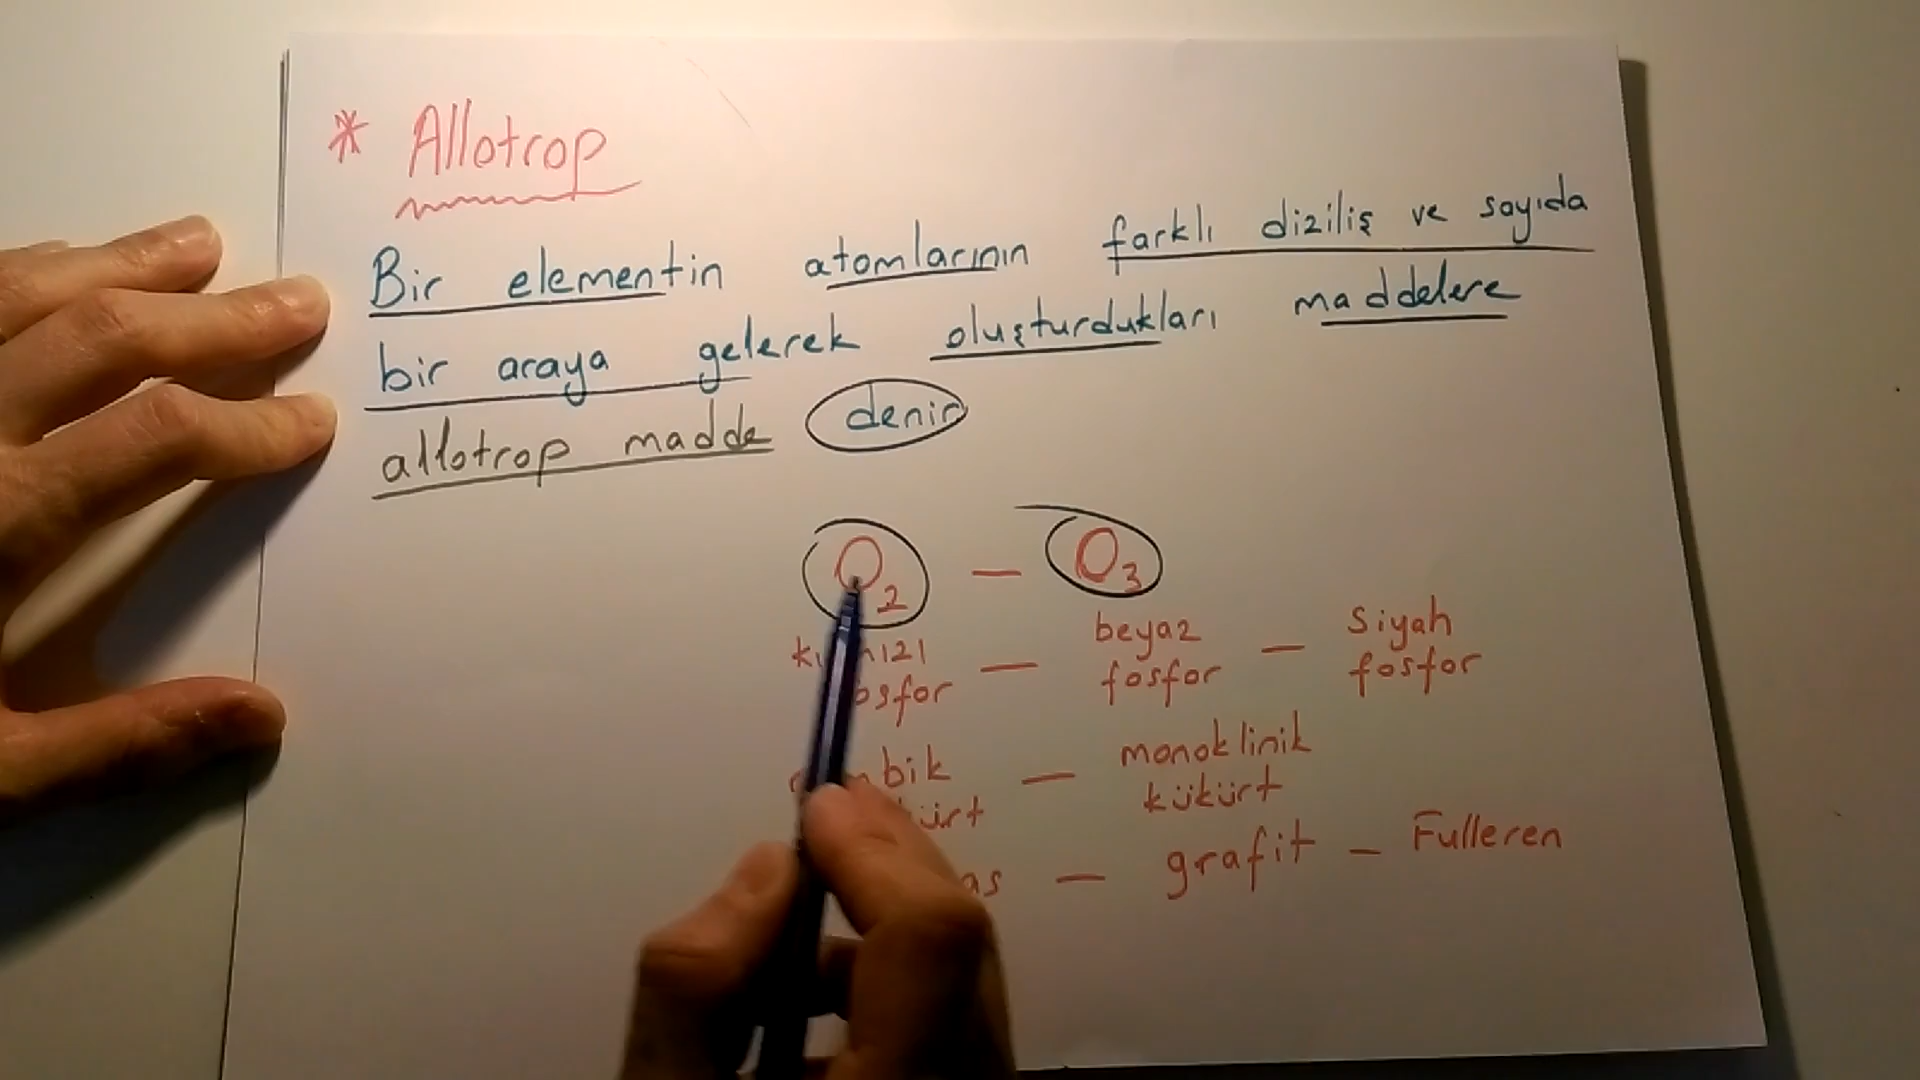 * Allotrop
Bir elementin atomlarının farklı diziliş ve sayıda
bir araya gelerek oluşturdukları maddelere
allotrop madde denir
O2 — O3
beyaz — Siyah
fosfor — fosfor fosfor
— monoklinik
kükürt
— grafit — Fulleren